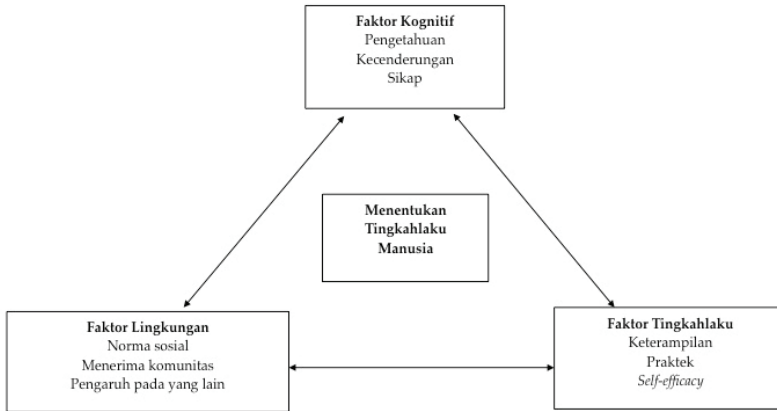 Faktor Kognitif
Pengetahuan
Kecenderungan
Sikap
Menentukan
Tingkahlaku
Manusia
Faktor Lingkungan
Norma sosial
Menerima komunitas
Pengaruh pada yang lain
Faktor Tingkahlaku
Keterampilan
Praktek
Self-efficacy